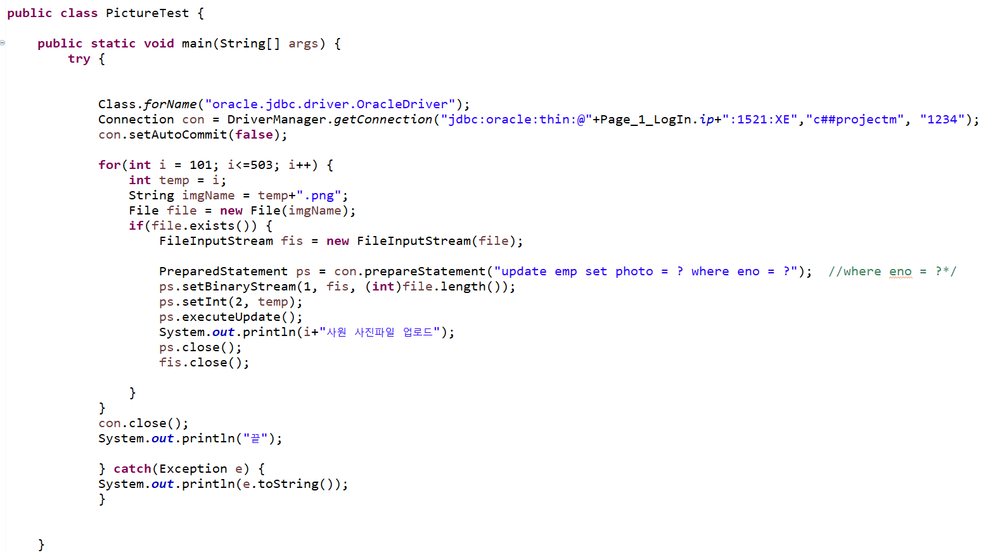 public class PictureTest {
public static void main(String[] args) {
try {
Class.forName("oracle.jdbc.driver.OracleDriver");
Connection con = DriverManager.getConnection("jdbc:oracle:thin:@"+Page_1_LogIn.ip+":1521:XE","c##projectm", "1234");
con.setAutoCommit(false);
for(int i = 101; i<=503; i++) {
int temp = i;
String imgName = temp+".png";
File file = new File(imgName);
if(file.exists()) {
FileInputStream fis = new FileInputStream(file);
PreparedStatement ps = con.prepareStatement("update emp set photo = ? where eno = ?");  //where eno = ?*/
ps.setBinaryStream(1, fis, (int)file.length());
ps.setInt(2, temp);
ps.executeUpdate();
System.out.println(i+"사원 사진파일 업로드");
ps.close();
fis.close();
}
}
con.close();
System.out.println("끝");
} catch(Exception e) {
System.out.println(e.toString());
}
}